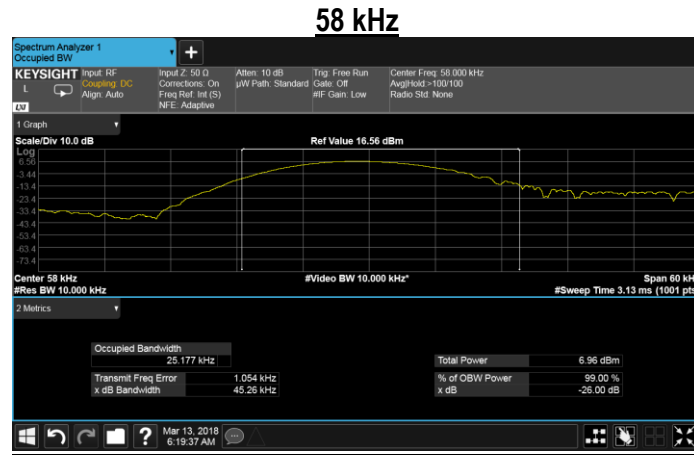 58 kHz
Spectrum Analyzer 1
Occupied BW
+
KEYSIGHT Input: RF Input Z: 50 Ω Atten: 10 dB Trig: Free Run Center Freq: 58.000 kHz
L Coupling: DC Corrections: On µW Path: Standard Gate: Off Avg|Hold:>100/100
Align: Auto Freq Ref: Int (S) #IF Gain: Low Radio Std: None
LXI NFE: Adaptive
1 Graph
Scale/Div 10.0 dB Ref Value 16.56 dBm
Log
6.56
-3.44
-13.4
-23.4
-33.4
-43.4
-53.4
-63.4
-73.4
Center 58 kHz #Video BW 10.000 kHz* Span 60 kH
#Res BW 10.000 kHz #Sweep Time 3.13 ms (1001 pts
2 Metrics
Occupied Bandwidth
25.177 kHz Total Power 6.96 dBm
Transmit Freq Error 1.054 kHz % of OBW Power 99.00 %
x dB Bandwidth 45.26 kHz x dB -26.00 dB
? Mar 13, 2018
6:19:37 AM